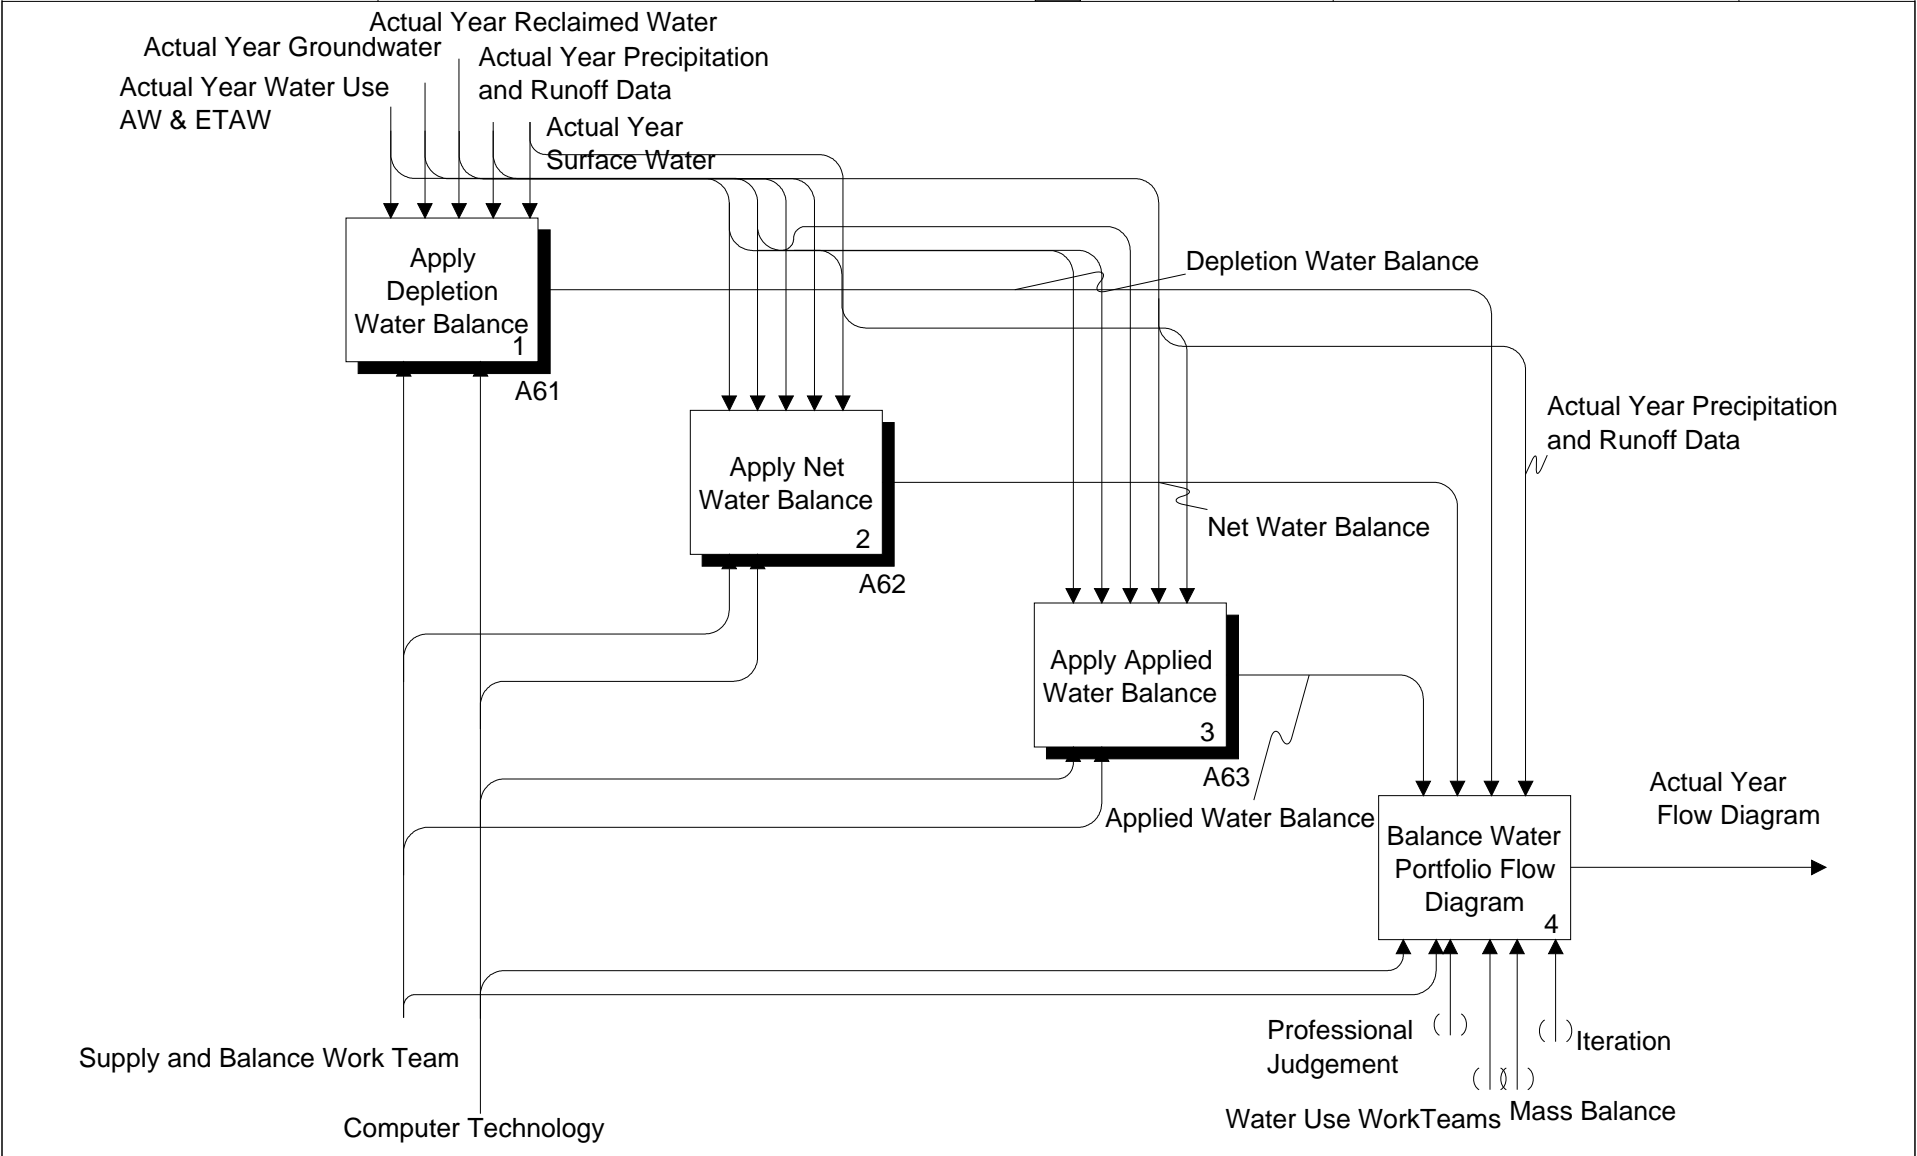 Actual Year Reclaimed Water
Actual Year Groundwater
Actual Year Precipitation
and Runoff Data
Actual Year Water Use
AW & ETAW
Actual Year
Surface Water
Apply
Depletion
Water Balance
1
A61
Depletion Water Balance
Actual Year Precipitation
and Runoff Data
Apply Net
Water Balance
2
A62
Net Water Balance
Apply Applied
Water Balance
3
A63
Applied Water Balance
Actual Year
Flow Diagram
Balance Water
Portfolio Flow
Diagram
4
Professional
Judgement
Iteration
Supply and Balance Work Team
Water Use WorkTeams
Mass Balance
Computer Technology